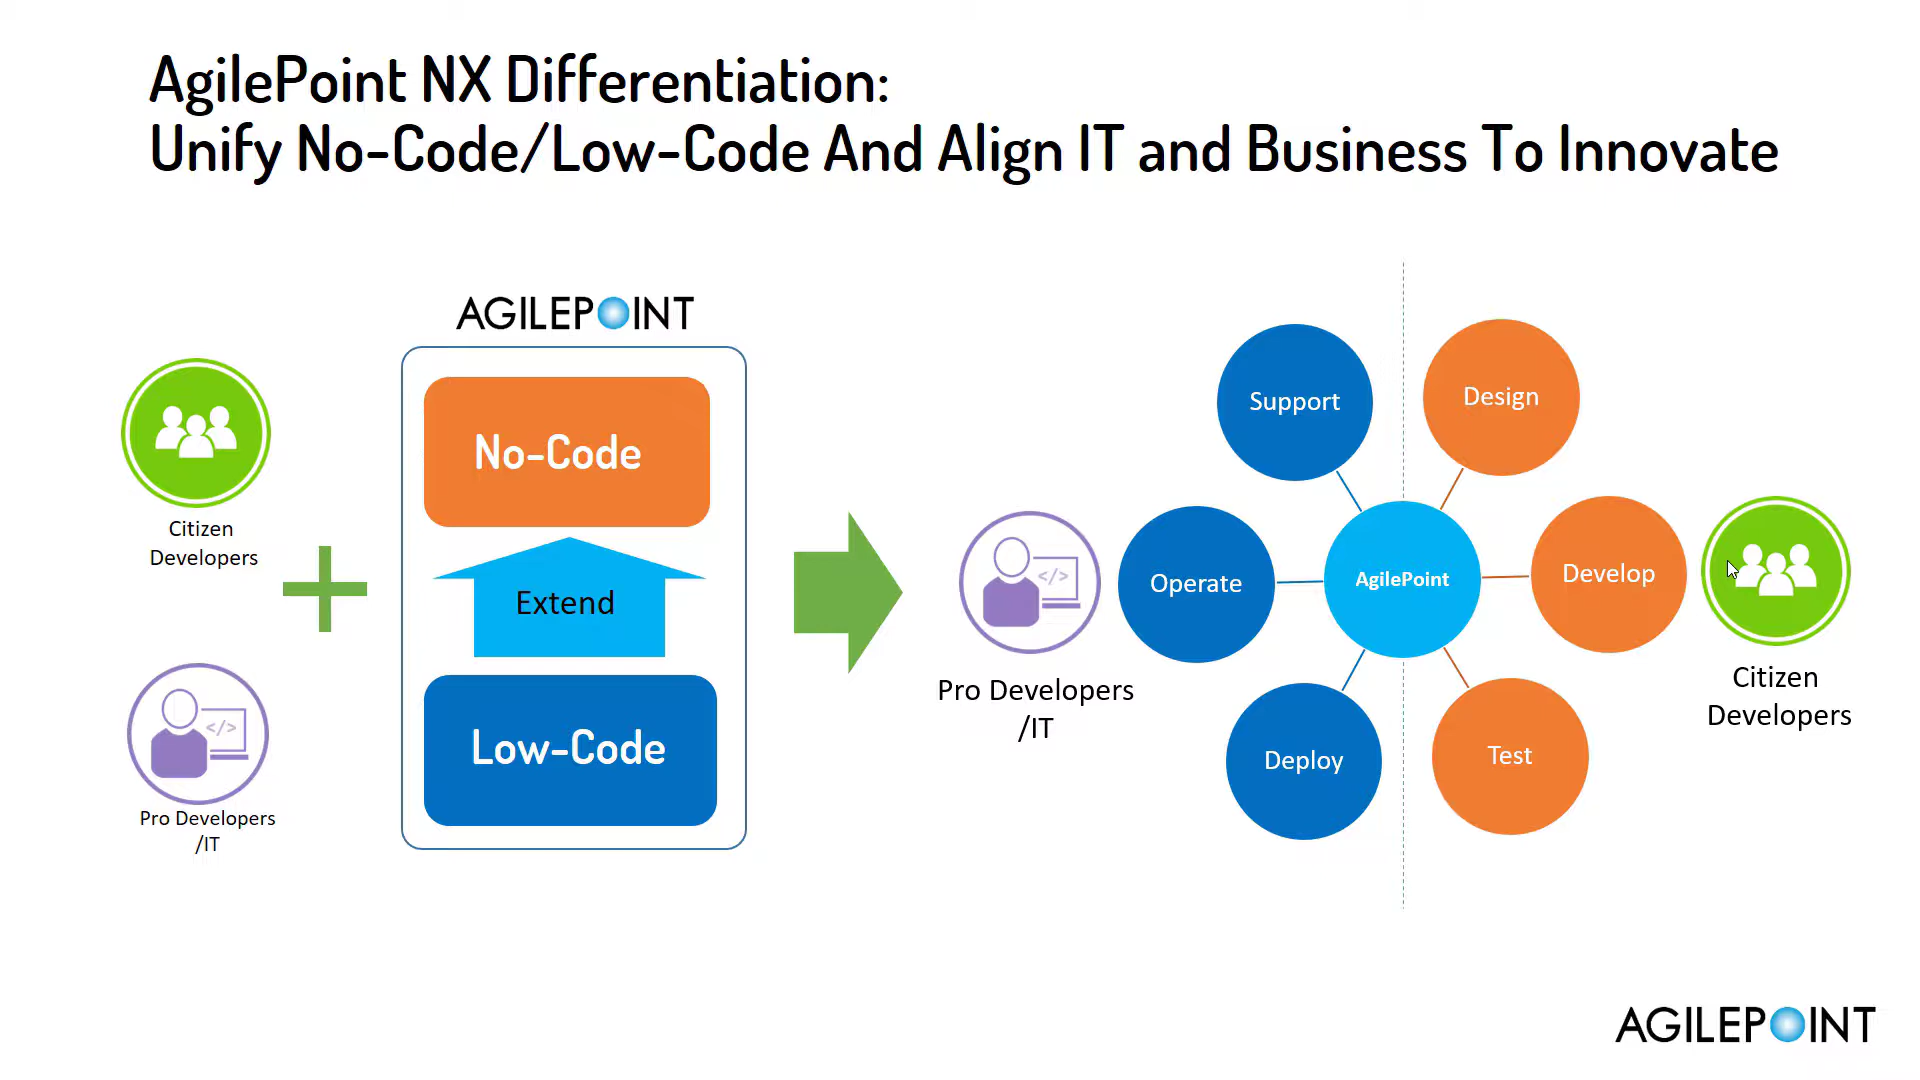 AgilePoint NX Differentiation:
Unify No-Code/Low-Code And Align IT and Business To Innovate
AGILEPOINT
Citizen
Developers
Pro Developers
/IT
No-Code
Extend
Low-Code
Pro Developers
/IT
Support
Design
Operate
AgilePoint
Develop
Deploy
Test
Citizen
Developers
</>
</>
AGILEPOINT